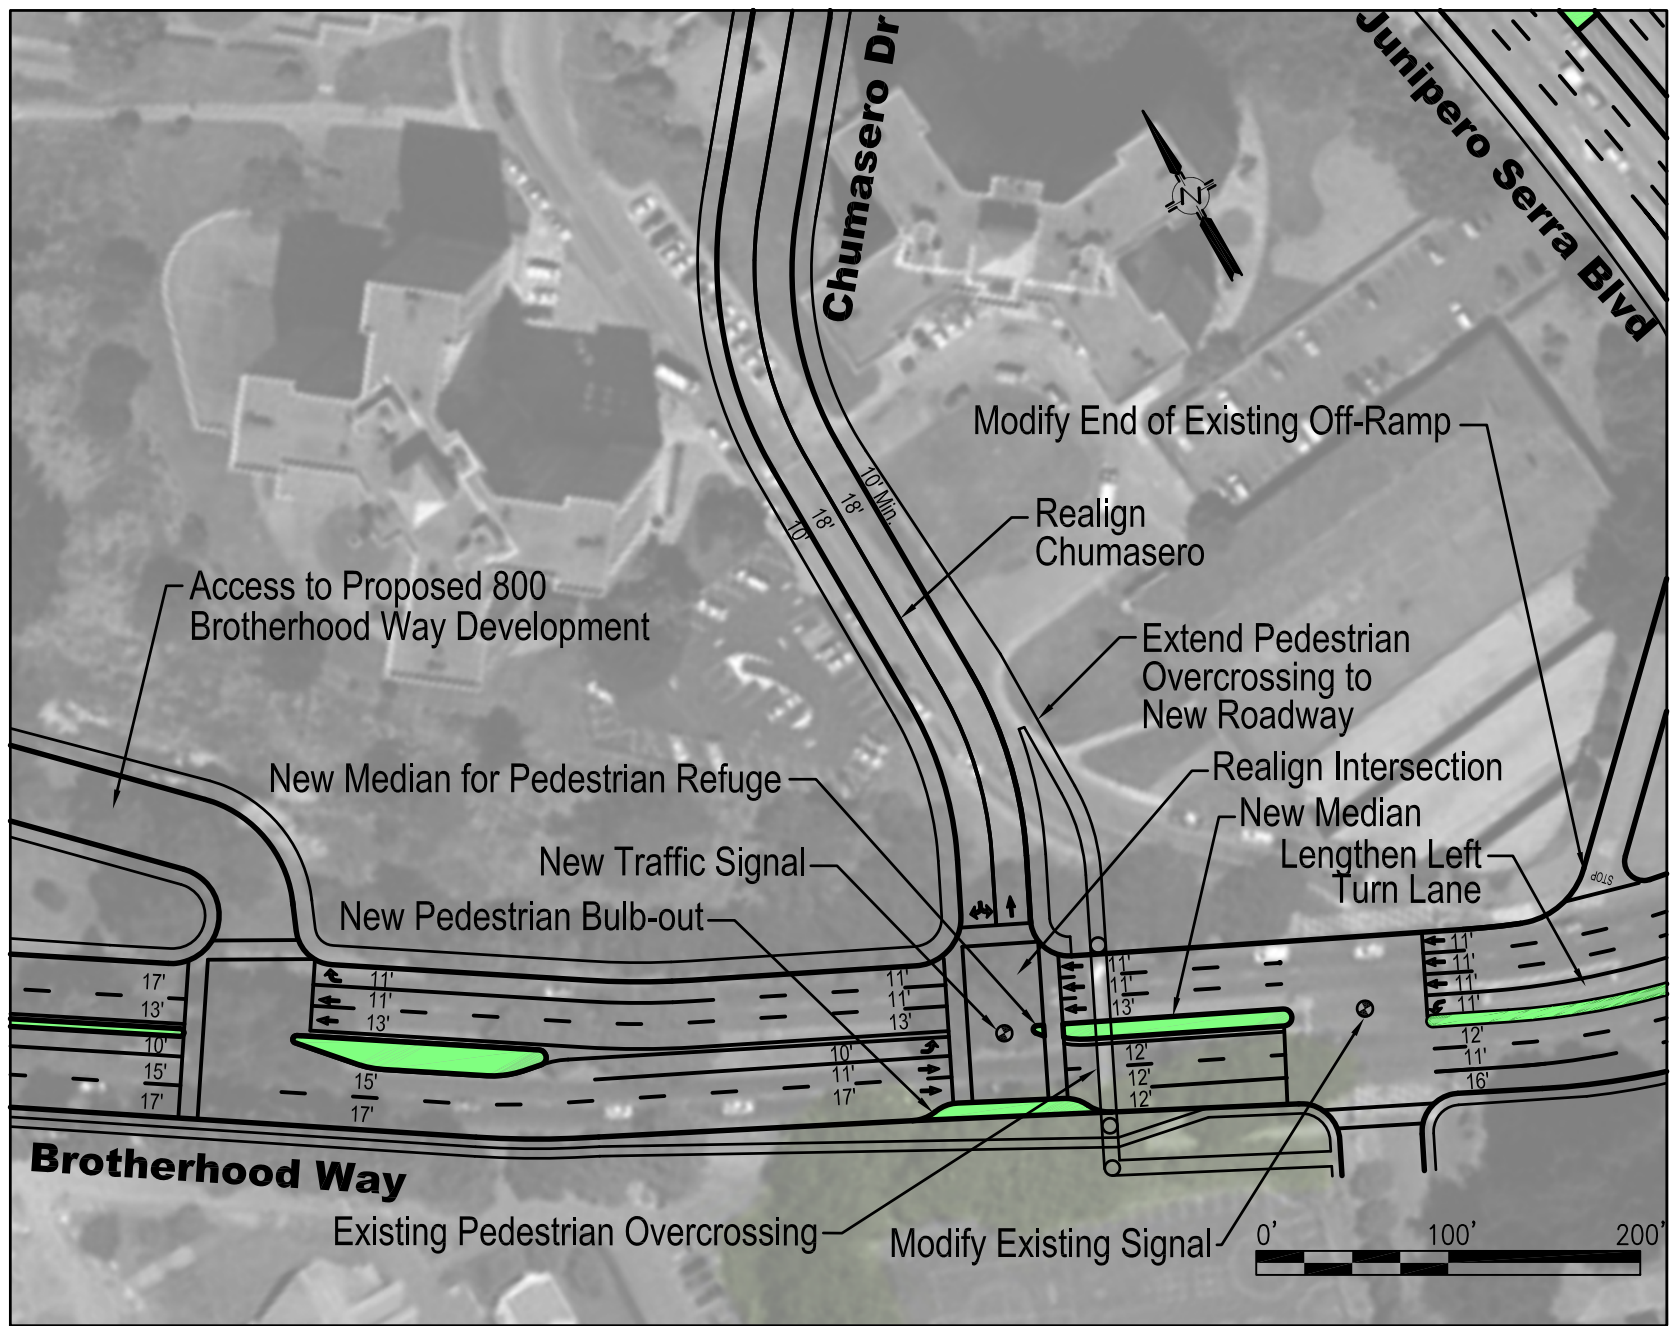 Chumasero Dr
Junipero Serra Blvd
N
Modify End of Existing Off-Ramp
10' Min.
18'
18'
10'
Realign
Chumasero
Access to Proposed 800
Brotherhood Way Development
Extend Pedestrian
Overcrossing to
New Roadway
New Median for Pedestrian Refuge
Realign Intersection
New Median
New Traffic Signal
Lengthen Left
Turn Lane
STOP
New Pedestrian Bulb-out
17'
13'
10'
15'
17'
11'
11'
13'
15'
17'
11'
11'
13'
10'
11'
17'
11'
11'
13'
12'
12'
12'
11'
11'
11'
11'
12'
11'
16'
Brotherhood Way
Existing Pedestrian Overcrossing
Modify Existing Signal
0'
100'
200'